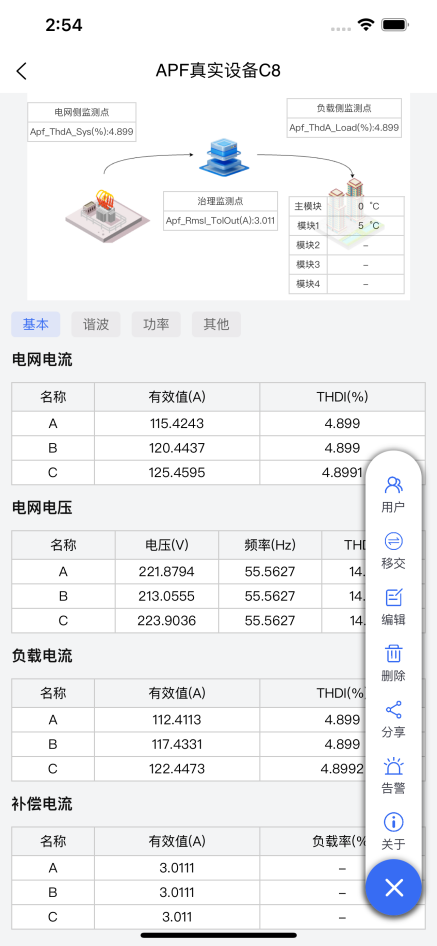 2:54
APF真实设备C8
电网侧监测点
Apf_ThdA_Sys(%):4.899
负载侧监测点
Apf_ThdA_Load(%):4.899
治理监测点
Apf_Rmsl_TolOut(A):3.011
主模块 0 ℃
模块1 5 ℃
模块2 –
模块3 –
模块4 –
基本 谐波 功率 其他
电网电流
名称 有效值(A) THDI(%)
A 115.4243 4.899
B 120.4437 4.899
C 125.4595 4.8991
电网电压
名称 电压(V) 频率(Hz)
A 221.8794 55.5627 14.
B 213.0555 55.5627 14.
C 223.9036 55.5627 14.
负载电流
名称 有效值(A) THDI(%)
A 112.4113 4.899
B 117.4331 4.899
C 122.4473 4.8992
补偿电流
名称 有效值(A) 负载率(%
A 3.0111 –
B 3.0111 –
C 3.011 –
用户
移交
编辑
删除
分享
告警
关于